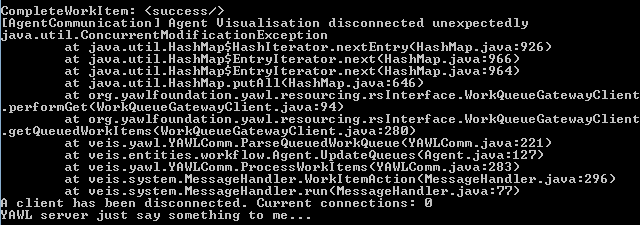 CompleteWorkItem: <success/>
[AgentCommunication] Agent Visualisation disconnected unexpectedly
java.util.ConcurrentModificationException
at java.util.HashMap$HashIterator.nextEntry(HashMap.java:926)
at java.util.HashMap$EntryIterator.next(HashMap.java:966)
at java.util.HashMap$EntryIterator.next(HashMap.java:964)
at java.util.HashMap.putAll(HashMap.java:646)
at org.yawlfoundation.yawl.resourcing.rsInterface.WorkQueueGatewayClient
.performGet(WorkQueueGatewayClient.java:94)
at org.yawlfoundation.yawl.resourcing.rsInterface.WorkQueueGatewayClient
.getQueuedWorkItems(WorkQueueGatewayClient.java:280)
at veis.yawl.YAWLComm.ParseQueuedWorkQueue(YAWLComm.java:221)
at veis.entities.workflow.Agent.UpdateQueues(Agent.java:127)
at veis.yawl.YAWLComm.ProcessWorkItems(YAWLComm.java:283)
at veis.system.MessageHandler.WorkItemAction(MessageHandler.java:296)
at veis.system.MessageHandler.run(MessageHandler.java:77)
A client has been disconnected. Current connections: 0
YAWL server just say something to me...